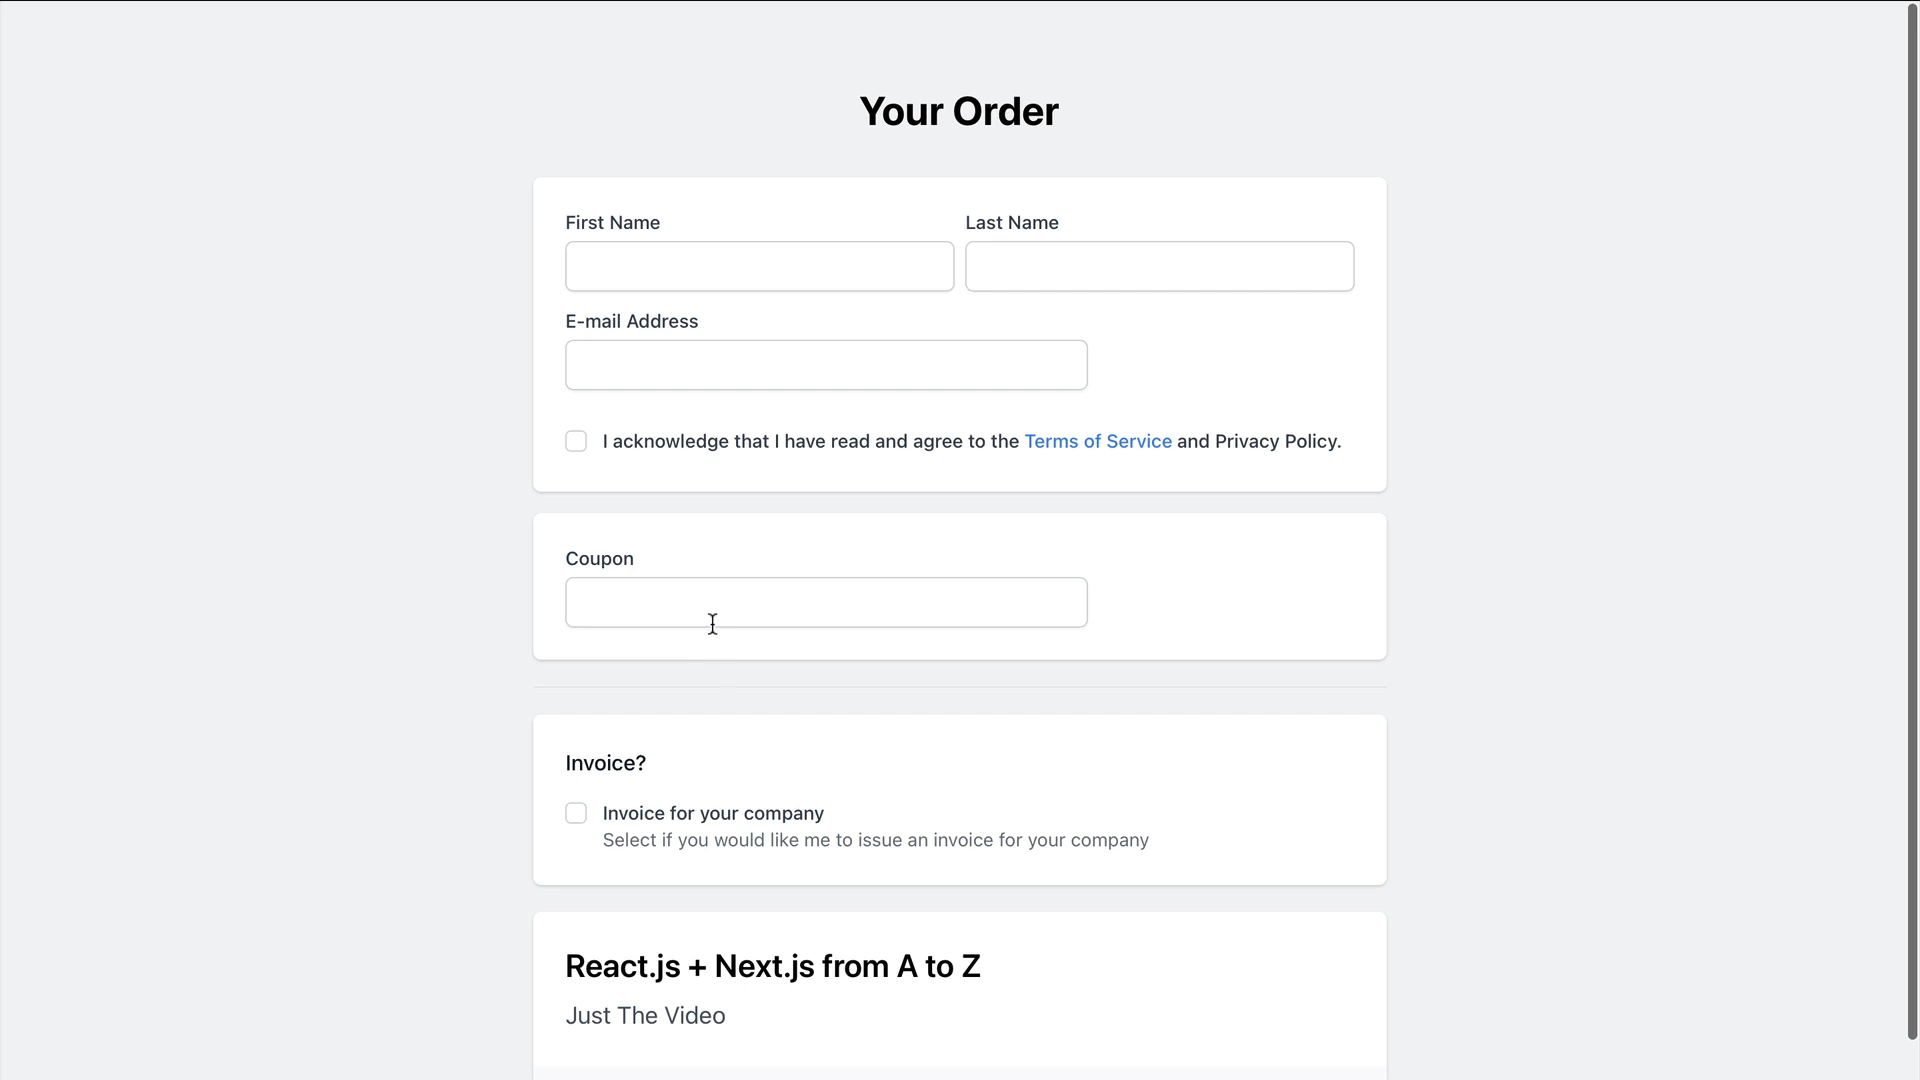 Your Order
First Name
Last Name
E-mail Address
I acknowledge that I have read and agree to the Terms of Service and Privacy Policy.
Coupon
Invoice?
Invoice for your company
Select if you would like me to issue an invoice for your company
React.js + Next.js from A to Z
Just The Video